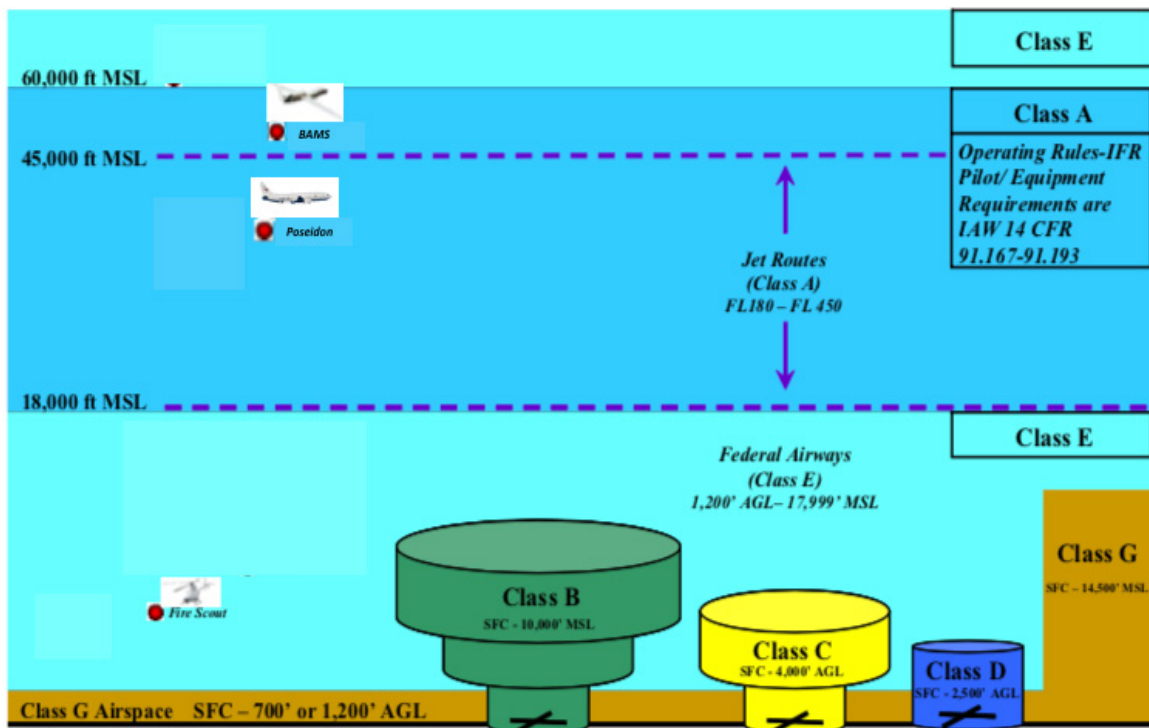 Class E
60,000 ft MSL
BAMS
Class A
45,000 ft MSL
Operating Rules-IFR
Pilot/ Equipment
Requirements are
IAW 14 CFR
91.167-91.193
Poseidon
Jet Routes
(Class A)
FL180 – FL 450
18,000 ft MSL
Class E
Federal Airways
(Class E)
1,200’ AGL– 17,999’ MSL
Class G
SFC – 14,500’ MSL
Class B
SFC - 10,000’ MSL
Fire Scout
Class C
SFC - 4,000’ AGL
Class D
SFC - 2,500’ AGL
Class G Airspace SFC – 700’ or 1,200’ AGL